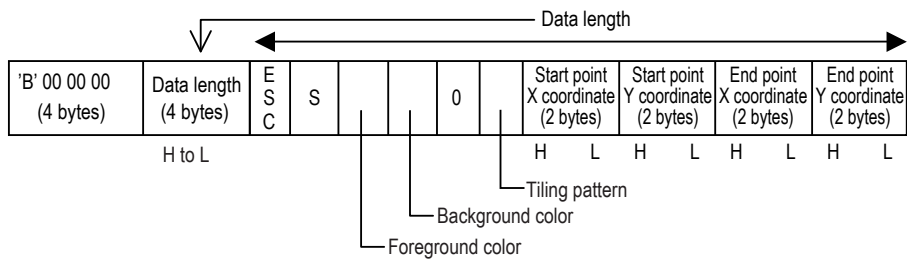 Data length
'B' 00 00 00
(4 bytes)
Data length
(4 bytes)
E
S
C
S
0
Start point
X coordinate
(2 bytes)
Start point
Y coordinate
(2 bytes)
End point
X coordinate
(2 bytes)
End point
Y coordinate
(2 bytes)
H to L
H L H L H L H L
Tiling pattern
Background color
Foreground color